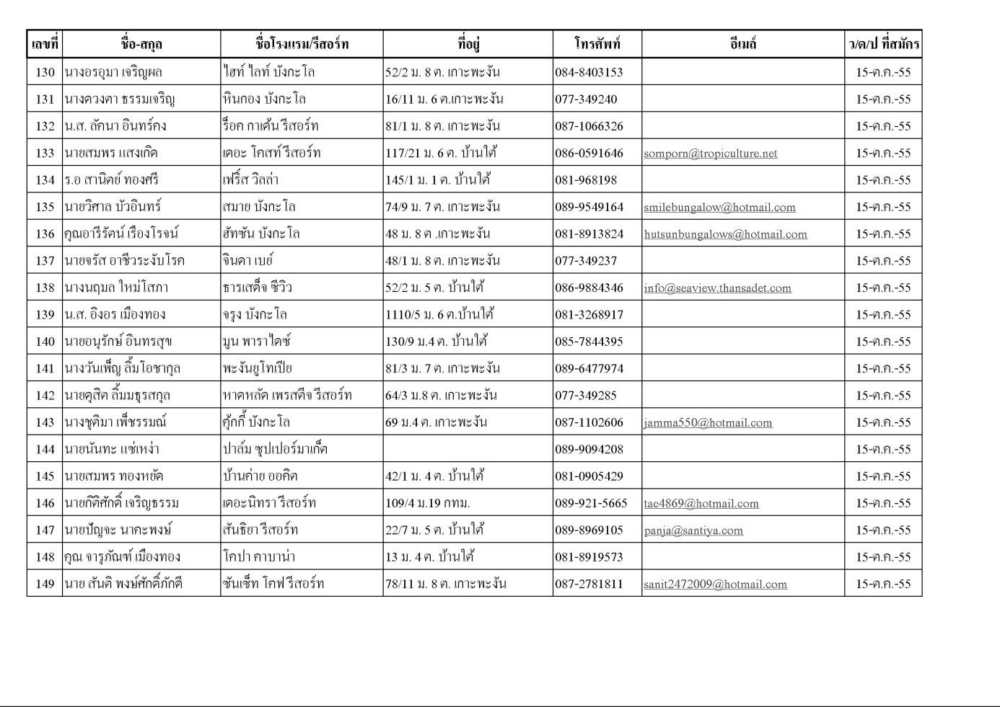 เลขที่ ชื่อ-สกุล ชื่อโรงแรม/รีสอร์ท ที่อยู่ โทรศัพท์ อีเมล์ ว/ด/ป ที่สมัคร
130 นางอรอุมา เจริญผล ไฮท์ ไลท์ บังกะโล 52/2 ม. 8 ต. เกาะพะงัน 084-8403153 15-ต.ค.-55
131 นางดวงตา ธรรมเจริญ หินกอง บังกะโล 16/11 ม. 6 ต.เกาะพะงัน 077-349240 15-ต.ค.-55
132 น.ส. ลัคนา อินทร์คง ร็อค กาเด้น รีสอร์ท 81/1 ม. 8 ต. เกาะพะงัน 087-1066326 15-ต.ค.-55
133 นายสมพร แสงเกิด เดอะ โคสท์ รีสอร์ท 117/21 ม. 6 ต. บ้านใต้ 086-0591646 somporn@tropiculture.net 15-ต.ค.-55
134 ร.อ สานิตย์ ทองศรี เฟริ์ส วิลล่า 145/1 ม. 1 ต. บ้านใต้ 081-968198 15-ต.ค.-55
135 นายวิศาล บัวอินทร์ สมาย บังกะโล 74/9 ม. 7 ต. เกาะพะงัน 089-9549164 smilebungalow@hotmail.com 15-ต.ค.-55
136 คุณอารีรัตน์ เรืองโรจน์ ฮัทซัน บังกะโล 48 ม. 8 ต .เกาะพะงัน 081-8913824 hutsunbungalows@hotmail.com 15-ต.ค.-55
137 นายจรัส อาชีวระงับโรค จินดา เบย์ 48/1 ม. 8 ต. เกาะพะงัน 077-349237 15-ต.ค.-55
138 นางนฤมล ใหม่โสภา ธารเสด็จ ซีวิว 52/2 ม. 5 ต. บ้านใต้ 086-9884346 info@seaview.thansadet.com 15-ต.ค.-55
139 น.ส. อิงอร เมืองทอง จรุง บังกะโล 1110/5 ม. 6 ต.บ้านใต้ 081-3268917 15-ต.ค.-55
140 นายอนุรักษ์ อินทรสุข มูน พาราไดซ์ 130/9 ม.4 ต. บ้านใต้ 085-7844395 15-ต.ค.-55
141 นางวันเพ็ญ ลิ้มโอชากุล พะงันยูโทเปีย 81/3 ม. 7 ต. เกาะพะงัน 089-6477974 15-ต.ค.-55
142 นายดุสิต ลิ้มมธุรสกุล หาดหลัด เพรสตีจ รีสอร์ท 64/3 ม.8 ต. เกาะพะงัน 077-349285 15-ต.ค.-55
143 นางชุติมา เพ็ชรรมณ์ คุ้กกี้ บังกะโล 69 ม.4 ต. เกาะพะงัน 087-1102606 jamma550@hotmail.com 15-ต.ค.-55
144 นายนันทะ แซ่เหง่า ปาล์ม ซุปเปอร์มาเก็ต 089-9094208 15-ต.ค.-55
145 นายสมพร ทองหยัด บ้านค่าย ออคิต 42/1 ม. 4 ต. บ้านใต้ 081-0905429 15-ต.ค.-55
146 นายกิติศักดิ์ เจริญธรรม เดอะนิทรา รีสอร์ท 109/4 ม.19 กทม. 089-921-5665 tae4869@hotmail.com 15-ต.ค.-55
147 นายปัญจะ นาคะพงษ์ สันธิยา รีสอร์ท 22/7 ม. 5 ต. บ้านใต้ 089-8969105 panja@santiya.com 15-ต.ค.-55
148 คุณ จารุภัณฑ์ เมืองทอง โคปา คาบาน่า 13 ม. 4 ต. บ้านใต้ 081-8919573 15-ต.ค.-55
149 นาย สันติ พงษ์ศักดิ์ภักดี ซันเซ็ท โคฟ รีสอร์ท 78/11 ม. 8 ต. เกาะพะงัน 087-2781811 sanit2472009@hotmail.com 15-ต.ค.-55